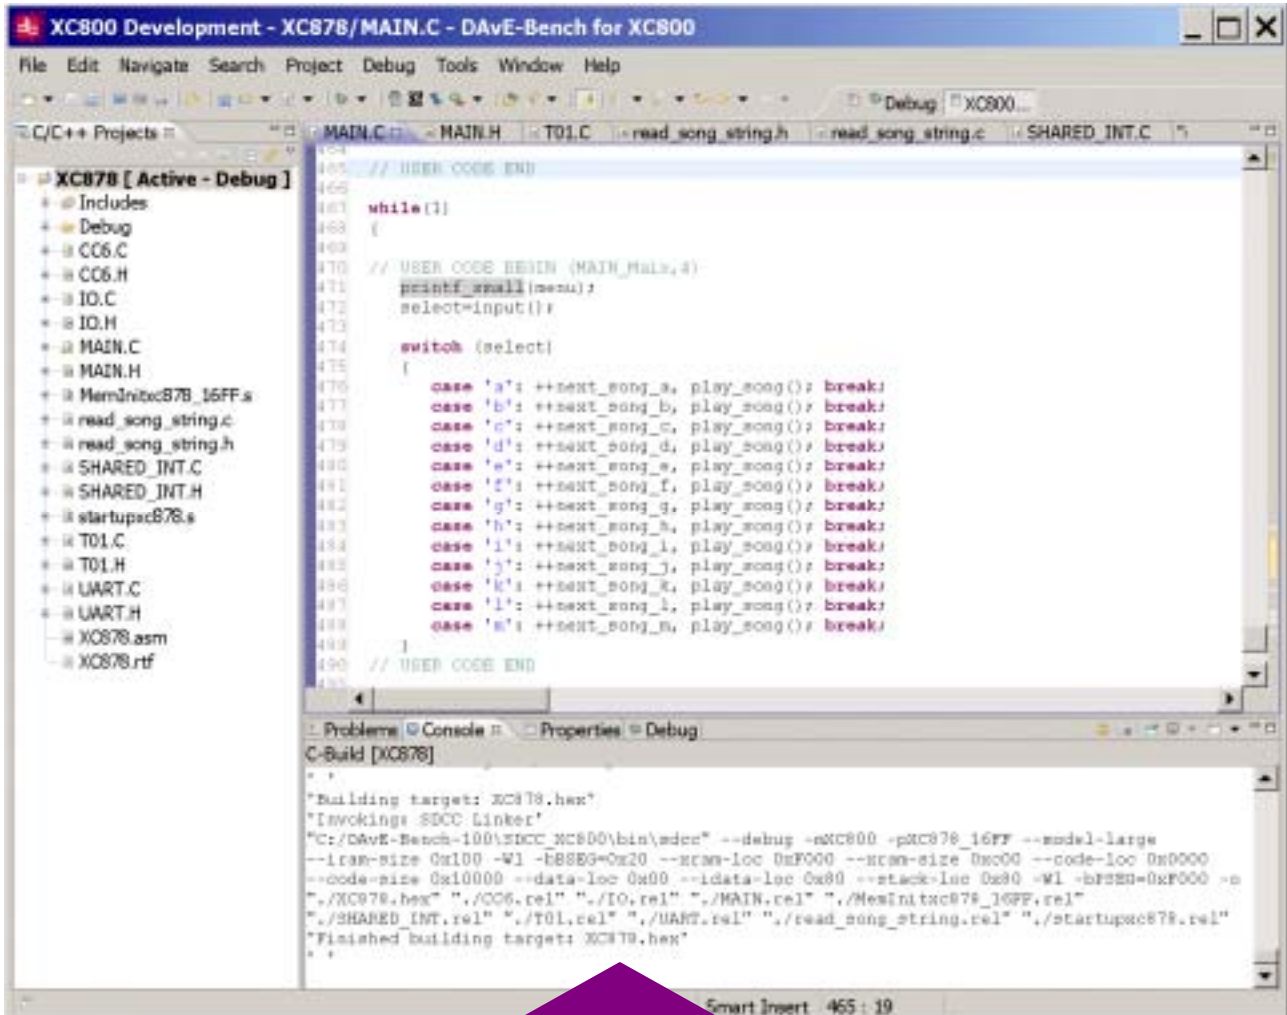 XC800 Development - XC878/MAIN.C - DAvE-Bench for XC800
File Edit Navigate Search Project Debug Tools Window Help
Debug XC800...
C/C++ Projects MAIN.C MAIN.H T01.C read_song_string.h read_song_string.c SHARED_INT.C
XC878 [ Active - Debug ]
Includes
Debug
CC6.C
CC6.H
IO.C
IO.H
MAIN.C
MAIN.H
MemInitxc878_16FF.s
read_song_string.c
read_song_string.h
SHARED_INT.C
SHARED_INT.H
startupxc878.s
T01.C
T01.H
UART.C
UART.H
XC878.asm
XC878.rtf
464
465 // USER CODE END
466
467 while(1)
468 {
469
470 // USER CODE BEGIN (MAIN_Main,4)
471 printf_small(menu);
472 select=input();
473
474 switch (select)
475 {
476 case 'a': ++next_song_a, play_song(); break;
477 case 'b': ++next_song_b, play_song(); break;
478 case 'c': ++next_song_c, play_song(); break;
479 case 'd': ++next_song_d, play_song(); break;
480 case 'e': ++next_song_e, play_song(); break;
481 case 'f': ++next_song_f, play_song(); break;
482 case 'g': ++next_song_g, play_song(); break;
483 case 'h': ++next_song_h, play_song(); break;
484 case 'i': ++next_song_i, play_song(); break;
485 case 'j': ++next_song_j, play_song(); break;
486 case 'k': ++next_song_k, play_song(); break;
487 case 'l': ++next_song_l, play_song(); break;
488 case 'm': ++next_song_m, play_song(); break;
489 }
490 // USER CODE END
Problems Console Properties Debug
C-Build [XC878]
' '
'Building target: XC878.hex'
'Invoking: SDCC Linker'
"C:/DAvE-Bench-100\SDCC_XC800\bin\sdcc" --debug -mXC800 -pXC878_16FF --model-large
--iram-size 0x100 -Wl -bBSEG=0x20 --xram-loc 0xF000 --xram-size 0xc00 --code-loc 0x0000
--code-size 0x10000 --data-loc 0x00 --idata-loc 0x80 --stack-loc 0x80 -Wl -bPSEG=0xF000 -o
"./XC878.hex" "./CC6.rel" "./IO.rel" "./MAIN.rel" "./MemInitxc878_16FF.rel"
"./SHARED_INT.rel" "./T01.rel" "./UART.rel" "./read_song_string.rel" "./startupxc878.rel"
'Finished building target: XC878.hex'
' '
Smart Insert 465 : 19